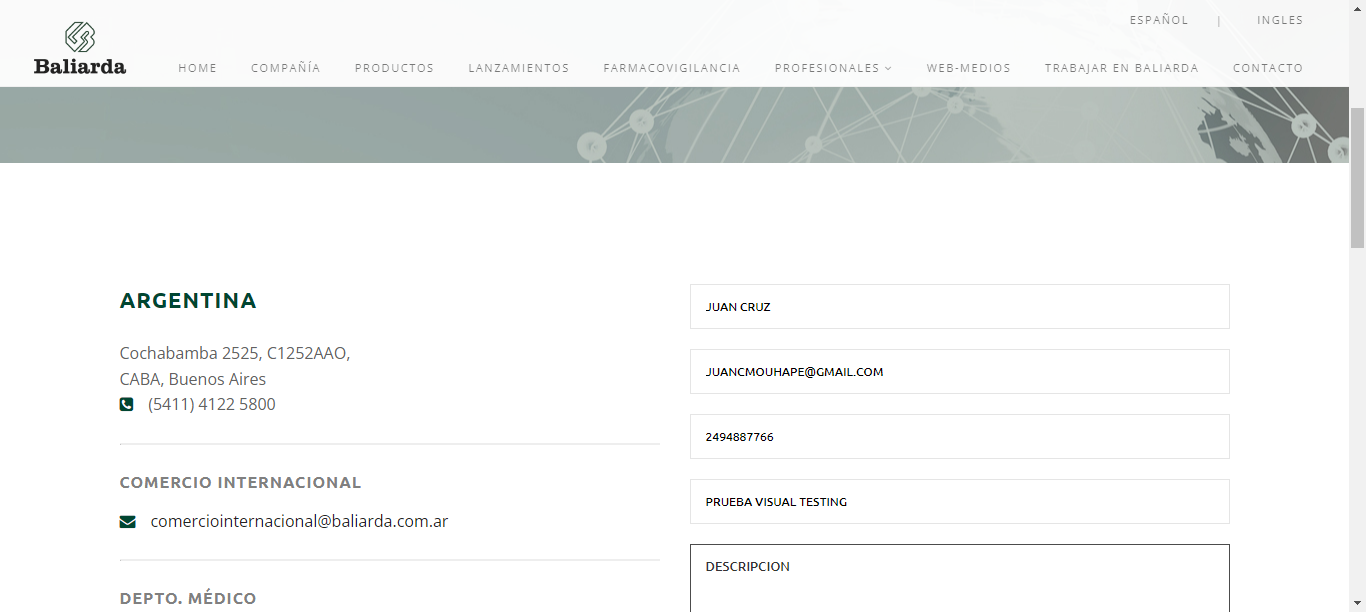 ESPAÑOL | INGLES
Baliarda
HOME COMPAÑÍA PRODUCTOS LANZAMIENTOS FARMACOVIGILANCIA PROFESIONALES WEB-MEDIOS TRABAJAR EN BALIARDA CONTACTO
ARGENTINA
Cochabamba 2525, C1252AAO,
CABA, Buenos Aires
(5411) 4122 5800
COMERCIO INTERNACIONAL
comerciointernacional@baliarda.com.ar
DEPTO. MÉDICO
JUAN CRUZ
JUANCMOUHAPE@GMAIL.COM
2494887766
PRUEBA VISUAL TESTING
DESCRIPCION